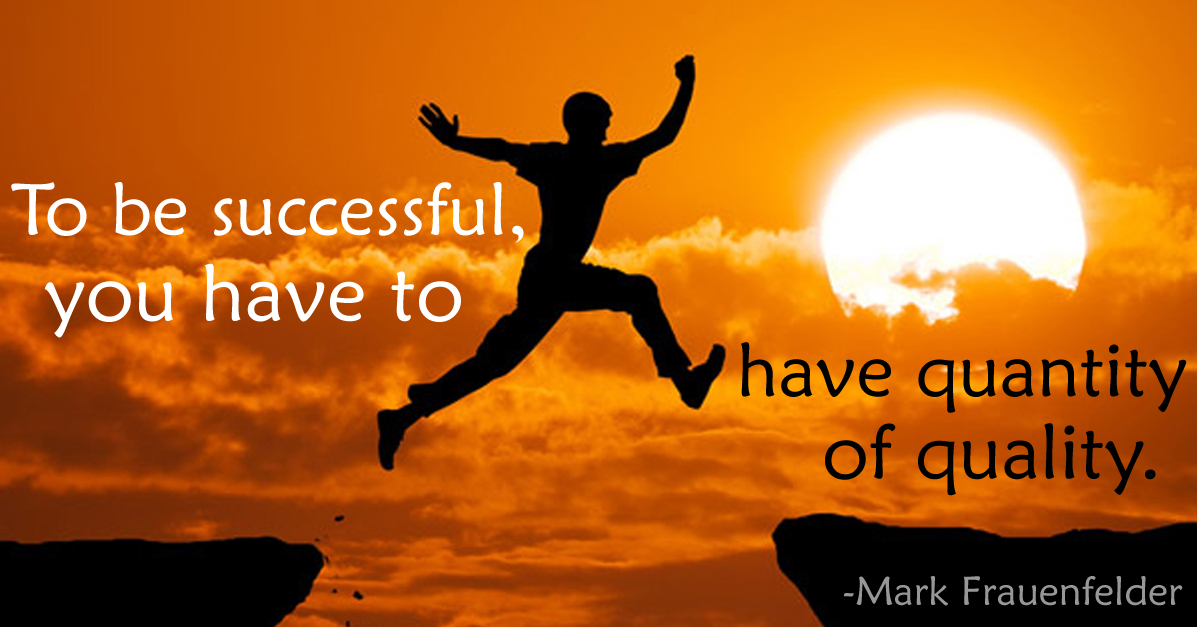 To be successful,
you have to
have quantity
of quality.
-Mark Frauenfelder